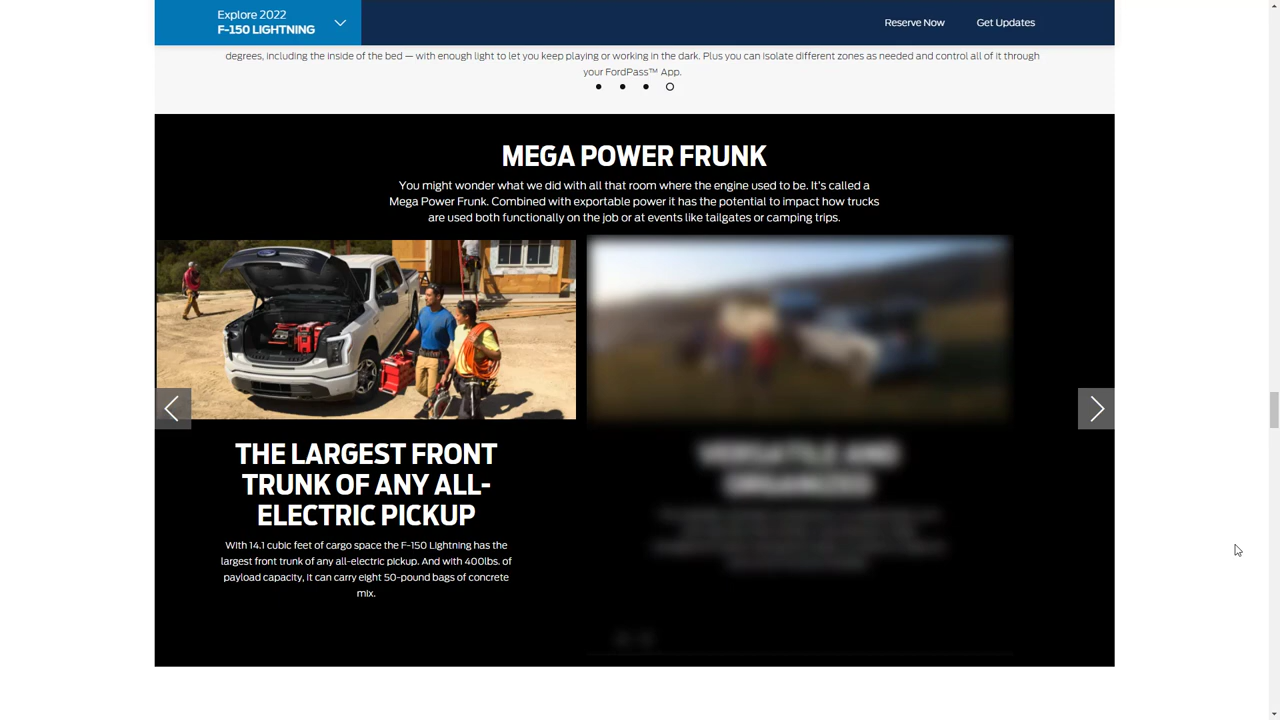 Explore 2022
F-150 LIGHTNING
Reserve Now
Get Updates
degrees, including the inside of the bed — with enough light to let you keep playing or working in the dark. Plus you can isolate different zones as needed and control all of it through
your FordPass™ App.
MEGA POWER FRUNK
You might wonder what we did with all that room where the engine used to be. It's called a
Mega Power Frunk. Combined with exportable power it has the potential to impact how trucks
are used both functionally on the job or at events like tailgates or camping trips.
THE LARGEST FRONT
TRUNK OF ANY ALL-
ELECTRIC PICKUP
With 14.1 cubic feet of cargo space the F-150 Lightning has the
largest front trunk of any all-electric pickup. And with 400lbs. of
payload capacity, it can carry eight 50-pound bags of concrete
mix.
VERSATILE AND
ORGANIZED